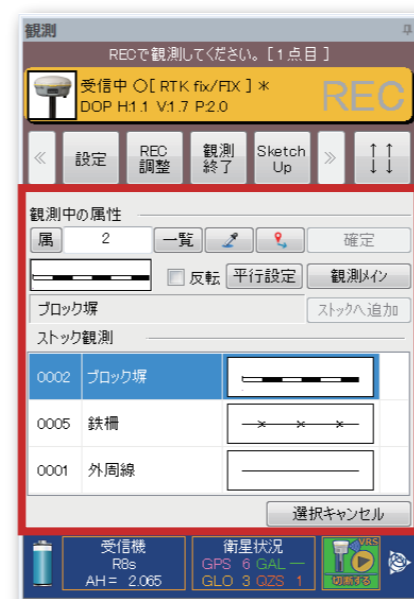 観測
RECで観測してください。[1点目]
受信中 〇[ RTK fix/FIX ] *
DOP H:1.1 V:1.7 P:2.0
REC
«
設定
REC
調整
観測
終了
Sketch
Up
»
↑↑
↓↓
観測中の属性
属 2 一覧 確定
反転 平行設定 観測メイン
ブロック塀 ストックへ追加
ストック観測
0002 ブロック塀
0005 鉄柵
0001 外周線
選択キャンセル
受信機
R8s
AH= 2.065
衛星状況
GPS 6 GAL —
GLO 3 QZS 1
VRS
切断する